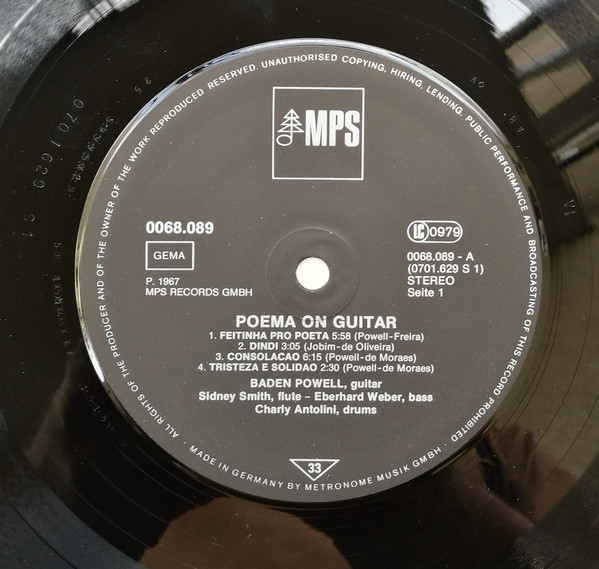 ALL RIGHTS OF THE PRODUCER AND OF THE OWNER OF THE WORK REPRODUCED RESERVED. UNAUTHORISED COPYING, HIRING, LENDING, PUBLIC PERFORMANCE AND BROADCASTING OF THIS RECORD PROHIBITED ·
MPS
0068.089
GEMA
P. 1967
MPS RECORDS GMBH
LC 0979
0068.089 - A
(0701.629 S 1)
STEREO
Seite 1
POEMA ON GUITAR
1. FEITINHA PRO POETA 5:58 (Powell-Freira)
2. DINDI 3:05 (Jobim-de Oliveira)
3. CONSOLACAO 6:15 (Powell-de Moraes)
4. TRISTEZA E SOLIDAO 2:30 (Powell-de Moraes)
BADEN POWELL, guitar
Sidney Smith, flute – Eberhard Weber, bass
Charly Antolini, drums
33
· MADE IN GERMANY BY METRONOME MUSIK GMBH ·